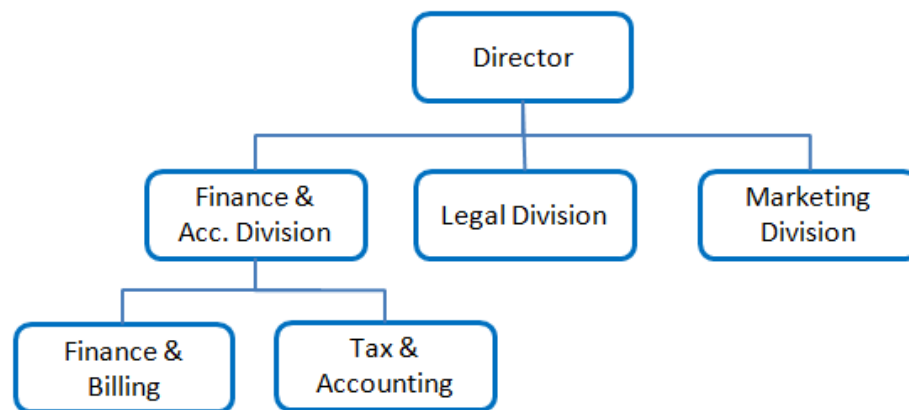 Director
Finance &
Acc. Division
Legal Division
Marketing
Division
Finance &
Billing
Tax &
Accounting